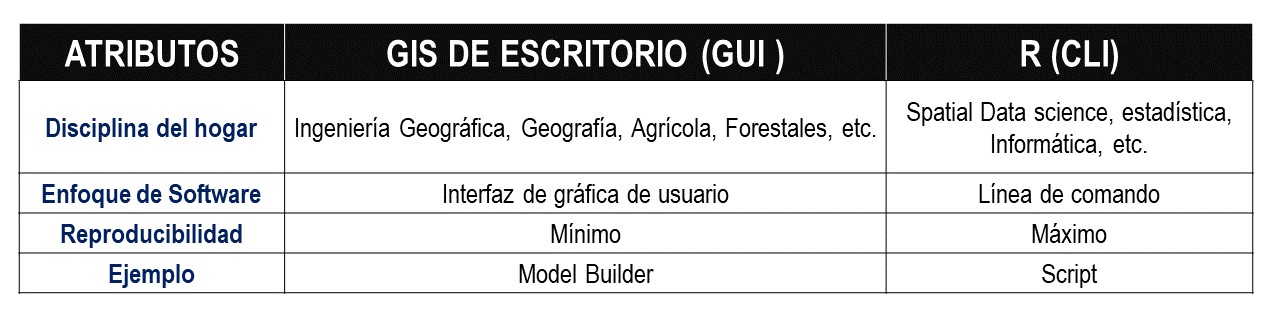 ATRIBUTOS GIS DE ESCRITORIO (GUI ) R (CLI)
Disciplina del hogar Ingeniería Geográfica, Geografía, Agrícola, Forestales, etc. Spatial Data science, estadística,
Informática, etc.
Enfoque de Software Interfaz de gráfica de usuario Línea de comando
Reproducibilidad Mínimo Máximo
Ejemplo Model Builder Script